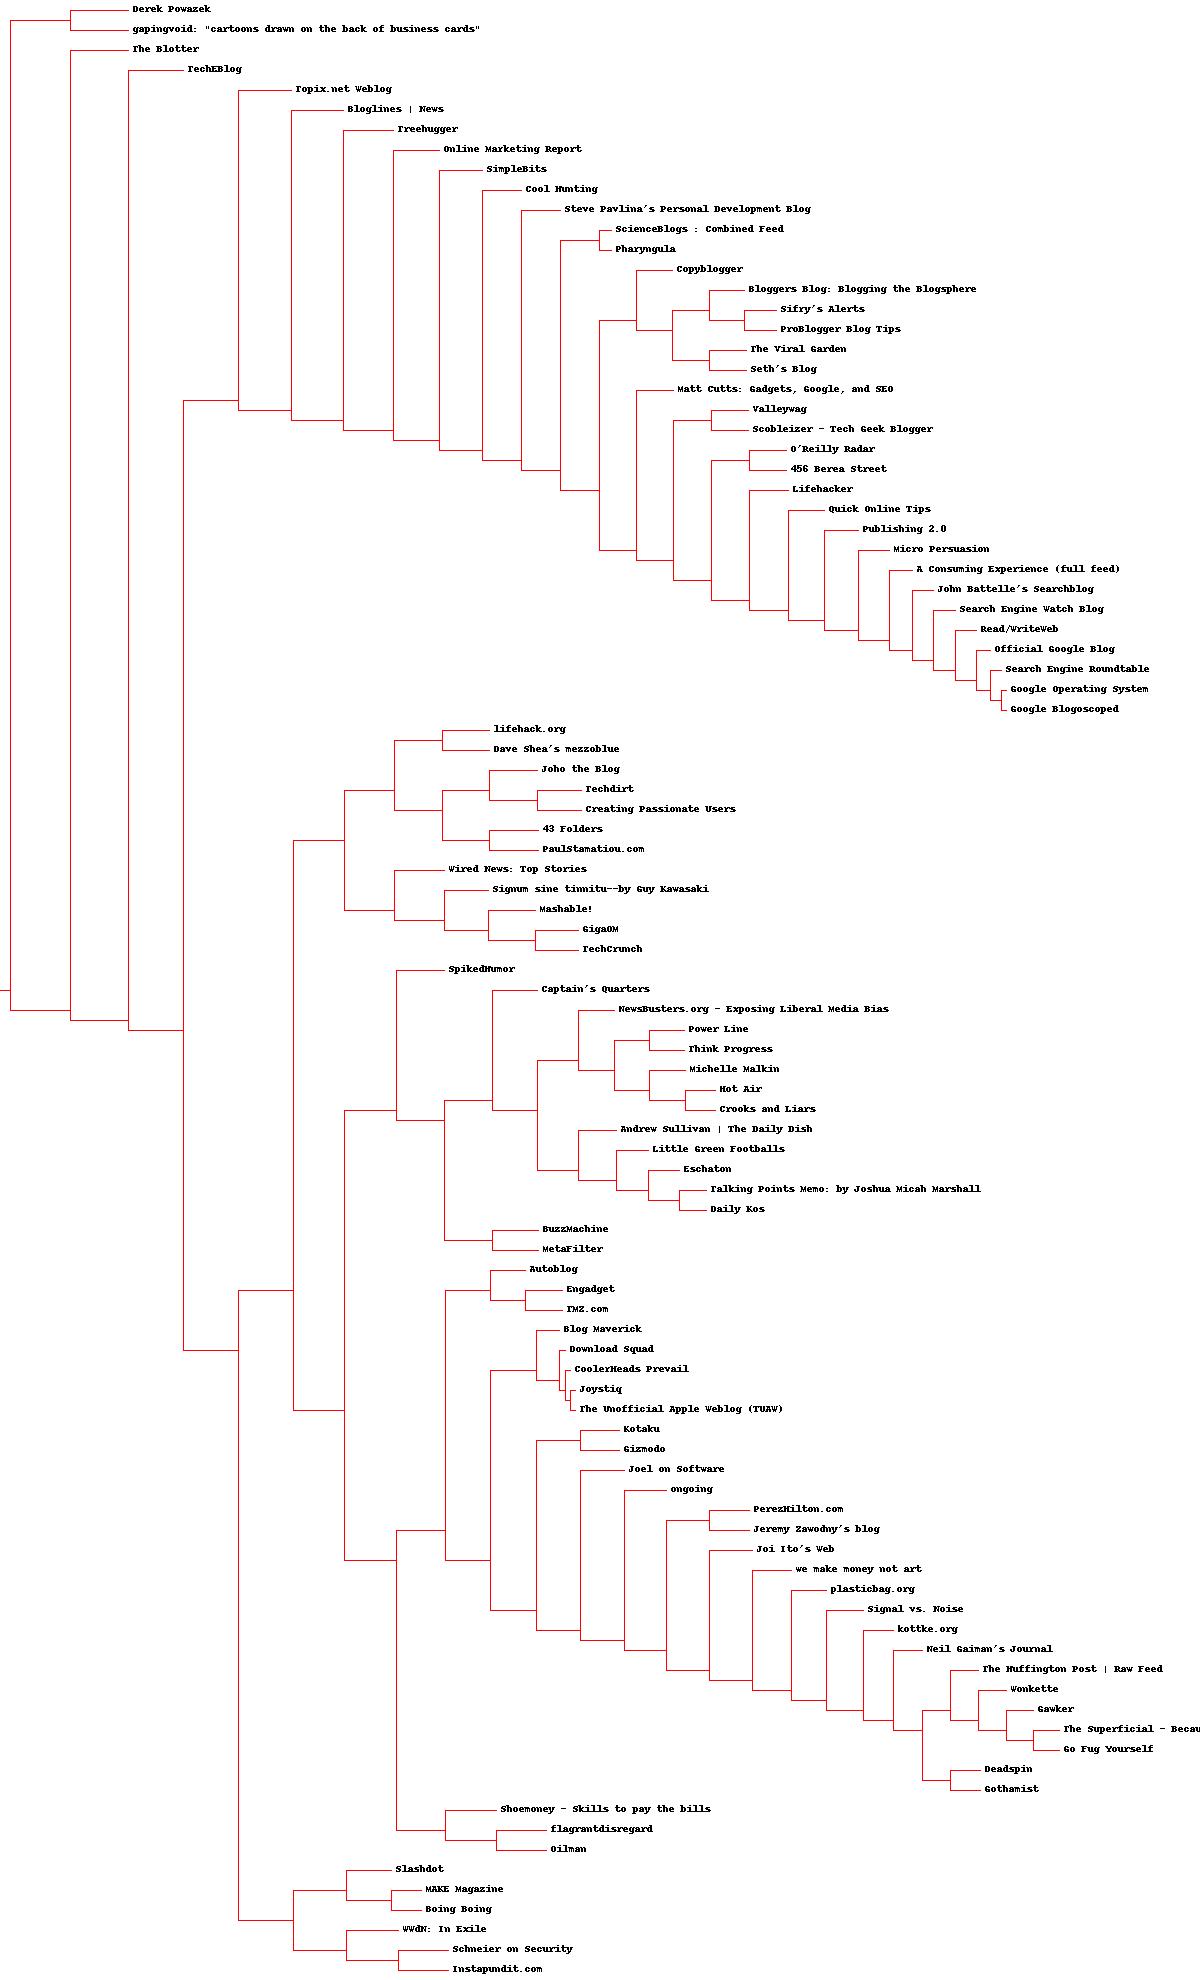 Derek Powazek
gapingvoid: "cartoons drawn on the back of business cards"
The Blotter
TechEBlog
Topix.net Weblog
Bloglines | News
Treehugger
Online Marketing Report
SimpleBits
Cool Hunting
Steve Pavlina's Personal Development Blog
ScienceBlogs : Combined Feed
Pharyngula
Copyblogger
Bloggers Blog: Blogging the Blogsphere
Sifry's Alerts
ProBlogger Blog Tips
The Viral Garden
Seth's Blog
Matt Cutts: Gadgets, Google, and SEO
Valleywag
Scobleizer - Tech Geek Blogger
O'Reilly Radar
456 Berea Street
Lifehacker
Quick Online Tips
Publishing 2.0
Micro Persuasion
A Consuming Experience (full feed)
John Battelle's Searchblog
Search Engine Watch Blog
Read/WriteWeb
Official Google Blog
Search Engine Roundtable
Google Operating System
Google Blogoscoped
lifehack.org
Dave Shea's mezzoblue
Joho the Blog
Techdirt
Creating Passionate Users
43 Folders
PaulStamatiou.com
Wired News: Top Stories
Signum sine tinnitu--by Guy Kawasaki
Mashable!
GigaOM
TechCrunch
SpikedHumor
Captain's Quarters
NewsBusters.org - Exposing Liberal Media Bias
Power Line
Think Progress
Michelle Malkin
Hot Air
Crooks and Liars
Andrew Sullivan | The Daily Dish
Little Green Footballs
Eschaton
Talking Points Memo: by Joshua Micah Marshall
Daily Kos
BuzzMachine
MetaFilter
Autoblog
Engadget
TMZ.com
Blog Maverick
Download Squad
CoolerHeads Prevail
Joystiq
The Unofficial Apple Weblog (TUAW)
Kotaku
Gizmodo
Joel on Software
ongoing
PerezHilton.com
Jeremy Zawodny's blog
Joi Ito's Web
we make money not art
plasticbag.org
Signal vs. Noise
kottke.org
Neil Gaiman's Journal
The Huffington Post | Raw Feed
Wonkette
Gawker
The Superficial - Becau
Go Fug Yourself
Deadspin
Gothamist
Shoemoney - Skills to pay the bills
flagrantdisregard
Oilman
Slashdot
MAKE Magazine
Boing Boing
WWdN: In Exile
Schneier on Security
Instapundit.com